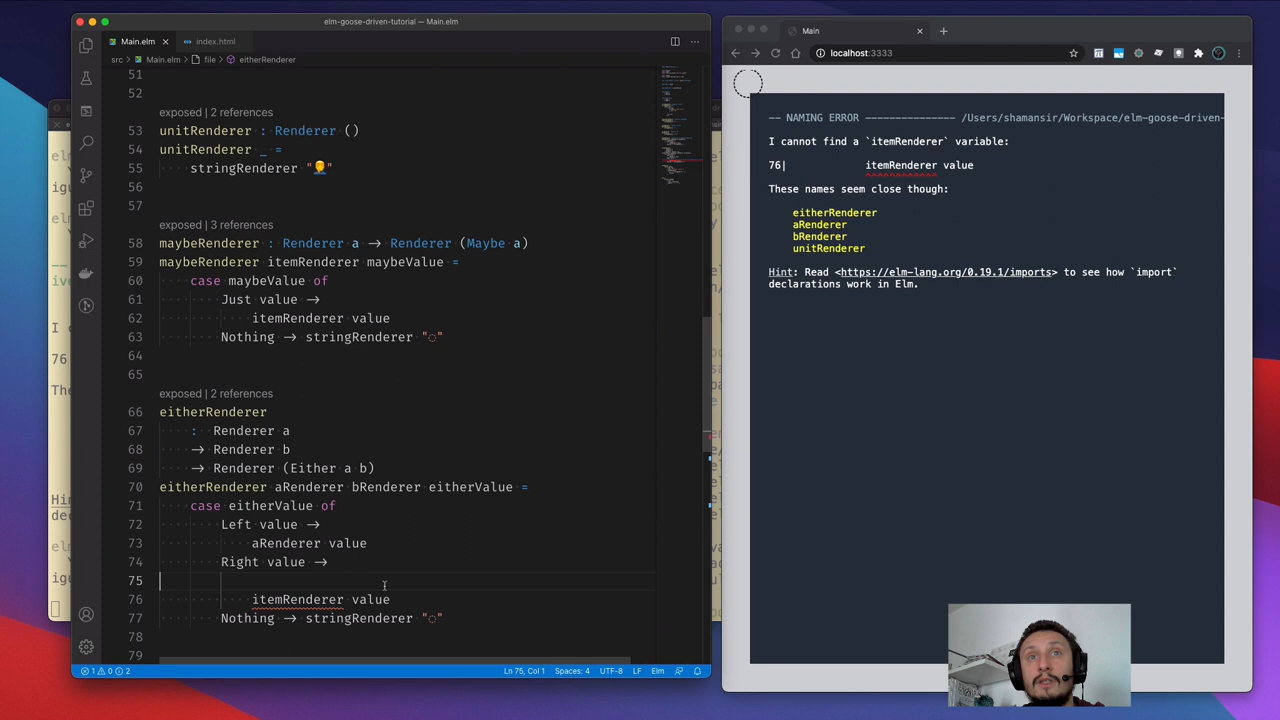 elm-goose-driven-tutorial — Main.elm
Main.elm
index.html
src > Main.elm > file > eitherRenderer
51
52
exposed | 2 references
53 unitRenderer : Renderer ()
54 unitRenderer _ =
55 stringRenderer "🤦‍♂️"
56
57
exposed | 3 references
58 maybeRenderer : Renderer a → Renderer (Maybe a)
59 maybeRenderer itemRenderer maybeValue =
60 case maybeValue of
61 Just value →
62 itemRenderer value
63 Nothing → stringRenderer "◌"
64
65
exposed | 2 references
66 eitherRenderer
67 : Renderer a
68 → Renderer b
69 → Renderer (Either a b)
70 eitherRenderer aRenderer bRenderer eitherValue =
71 case eitherValue of
72 Left value →
73 aRenderer value
74 Right value →
75
76 itemRenderer value
77 Nothing → stringRenderer "◌"
78
79
1 0 2
Ln 75, Col 1
Spaces: 4
UTF-8
LF
Elm
Main
localhost:3333
-- NAMING ERROR --------------- /Users/shamansir/Workspace/elm-goose-driven-
I cannot find a `itemRenderer` variable:
76| itemRenderer value
^^^^^^^^^^^^
These names seem close though:
eitherRenderer
aRenderer
bRenderer
unitRenderer
Hint: Read <https://elm-lang.org/0.19.1/imports> to see how `import`
declarations work in Elm.